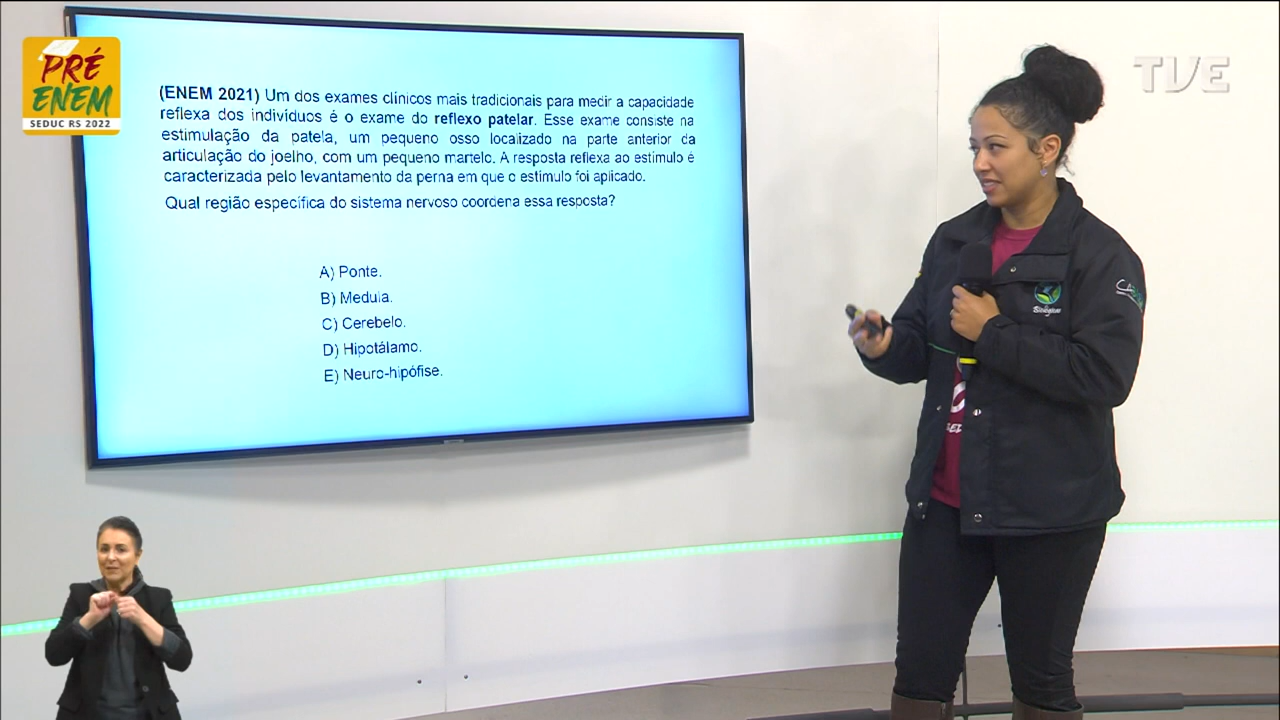 PRÉ
ENEM
SEDUC RS 2022
TVE
(ENEM 2021) Um dos exames clínicos mais tradicionais para medir a capacidade
reflexa dos indivíduos é o exame do reflexo patelar. Esse exame consiste na
estimulação da patela, um pequeno osso localizado na parte anterior da
articulação do joelho, com um pequeno martelo. A resposta reflexa ao estímulo é
caracterizada pelo levantamento da perna em que o estímulo foi aplicado.
Qual região específica do sistema nervoso coordena essa resposta?
A) Ponte.
B) Medula.
C) Cerebelo.
D) Hipotálamo.
E) Neuro-hipófise.